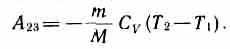 A₂₃ = − m/M C_V (T₂ − T₁).